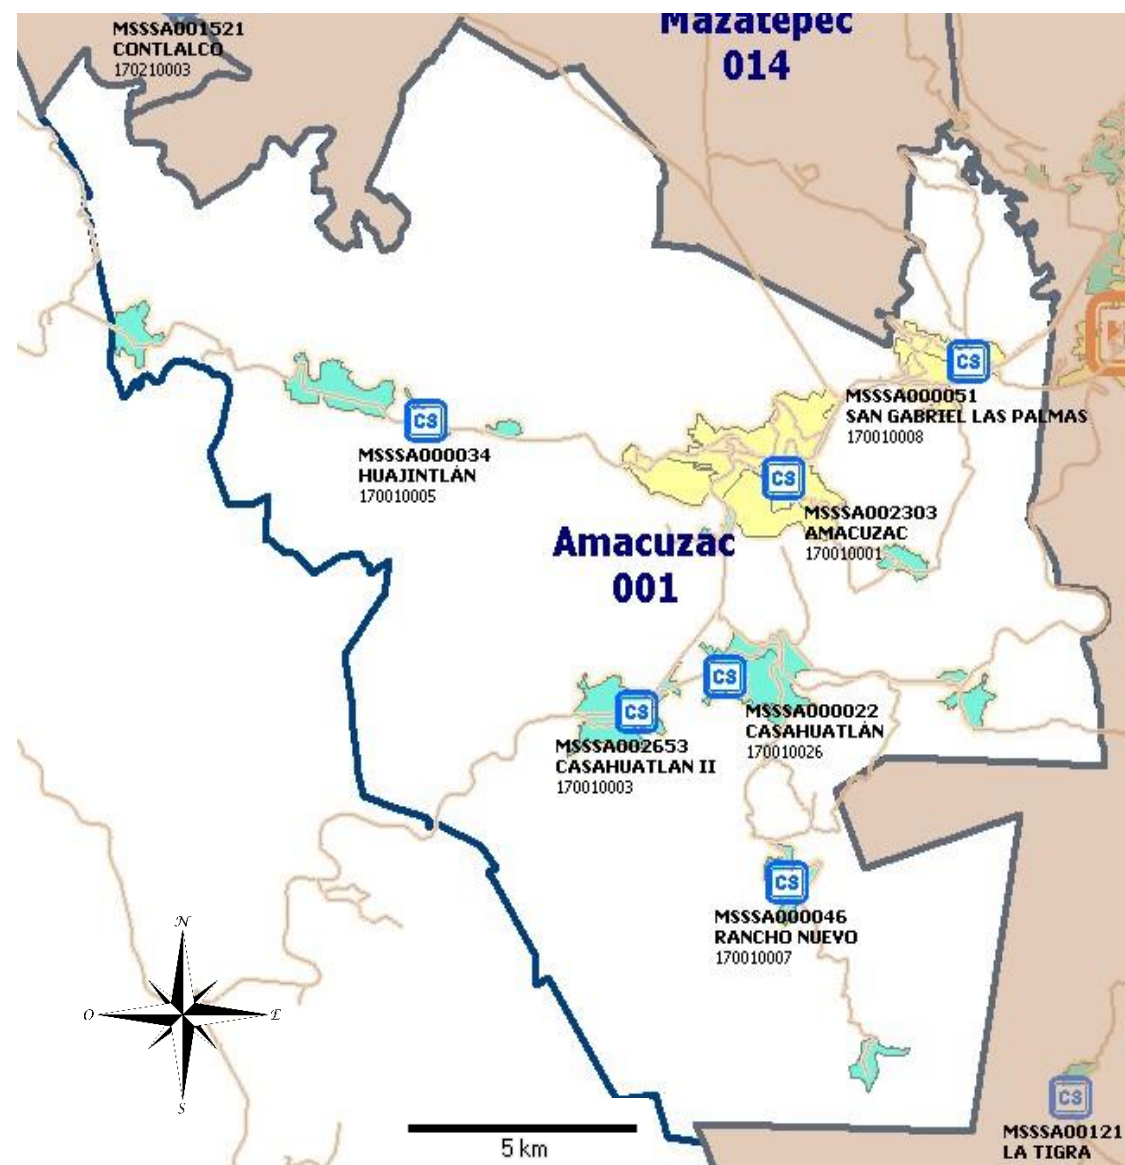 MSSSA001521
CONTLALCO
170210003
Mazatepec
014
CS
MSSSA000051
SAN GABRIEL LAS PALMAS
170010008
CS
MSSSA000034
HUAJINTLÁN
170010005
CS
MSSSA002303
AMACUZAC
170010001
Amacuzac
001
CS
MSSSA000022
CASAHUATLÁN
170010026
CS
MSSSA002653
CASAHUATLAN II
170010003
CS
MSSSA000046
RANCHO NUEVO
170010007
N
O
E
S
5 km
CS
MSSSA00121
LA TIGRA